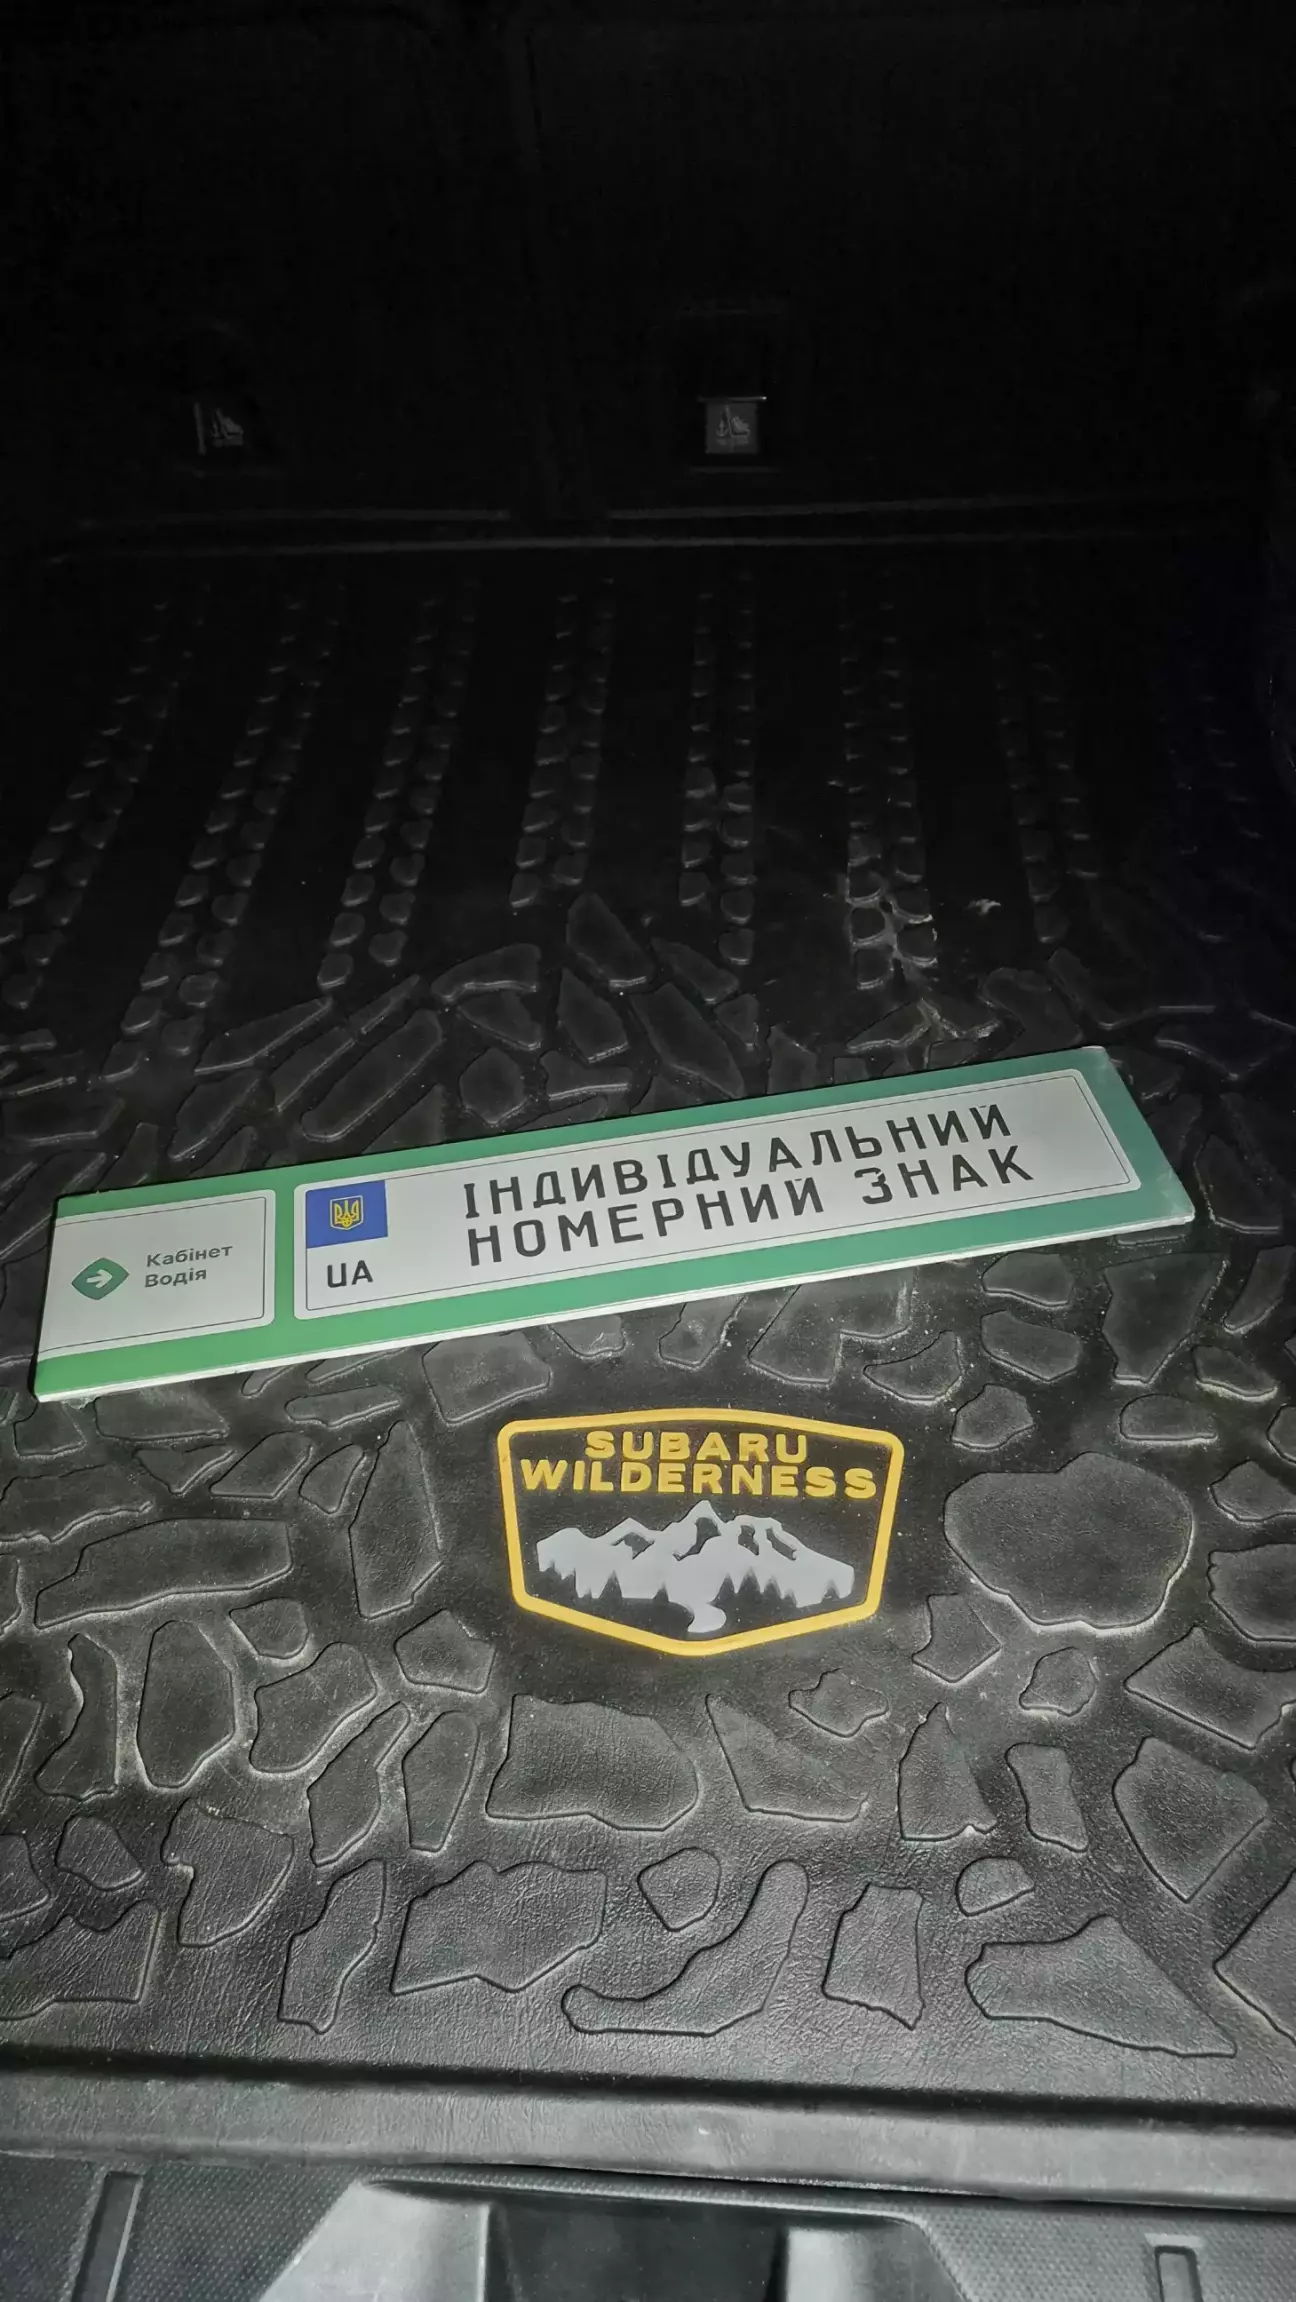 Кабінет
Водія
UA
ІНДИВІДУАЛЬНИЙ
НОМЕРНИЙ ЗНАК
SUBARU
WILDERNESS